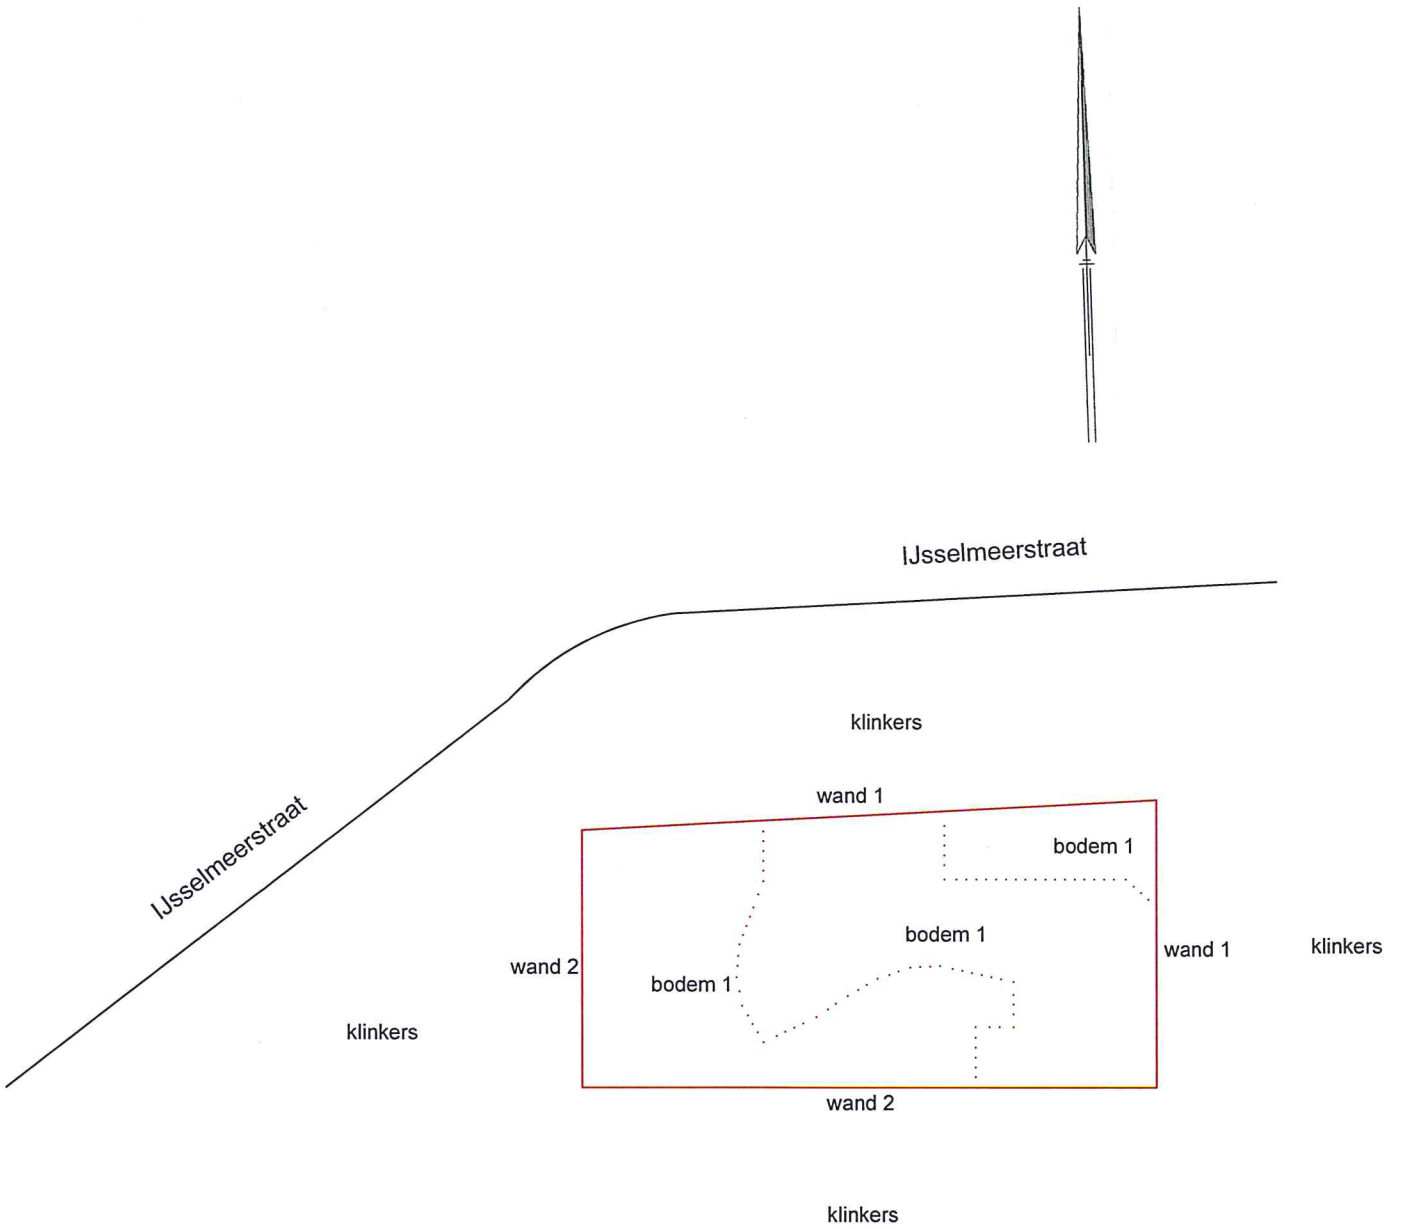 IJsselmeerstraat
klinkers
wand 1
IJsselmeerstraat
bodem 1
bodem 1
wand 1
klinkers
wand 2
bodem 1
klinkers
wand 2
klinkers